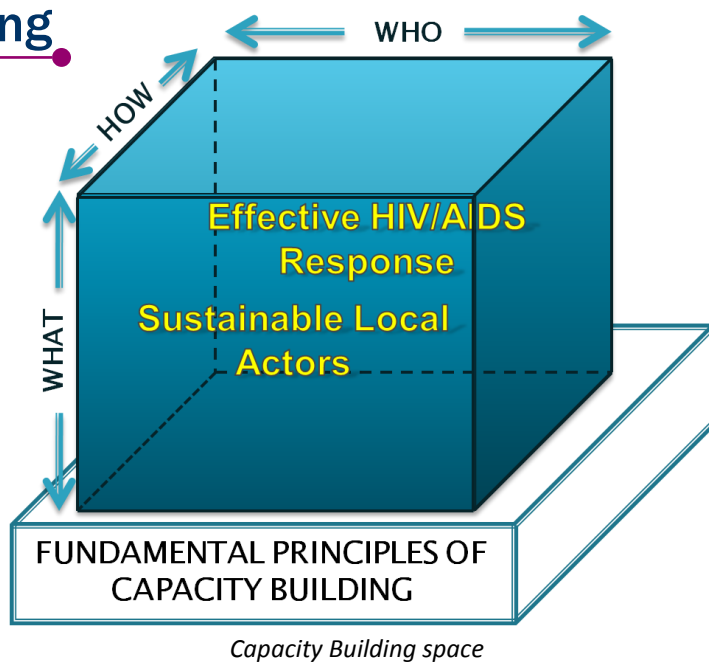 ng
WHO
HOW
WHAT
Effective HIV/AIDS
Response
Sustainable Local
Actors
FUNDAMENTAL PRINCIPLES OF
CAPACITY BUILDING
Capacity Building space